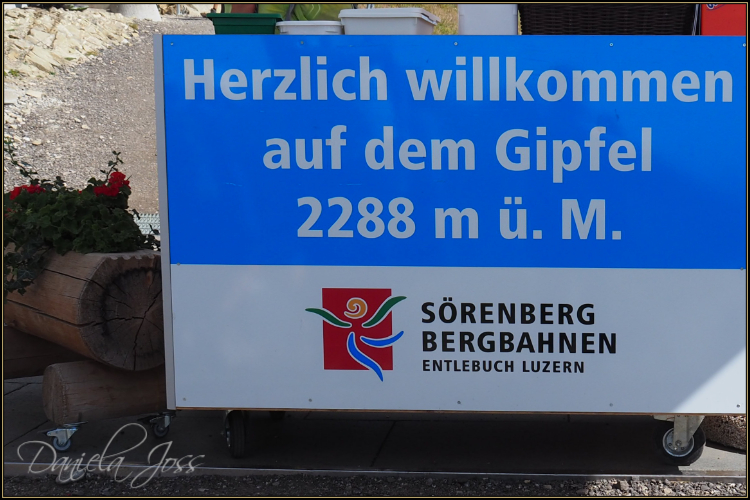 Herzlich willkommen
auf dem Gipfel
2288 m ü. M.
SÖRENBERG
BERGBAHNEN
ENTLEBUCH LUZERN
Daniela Joss